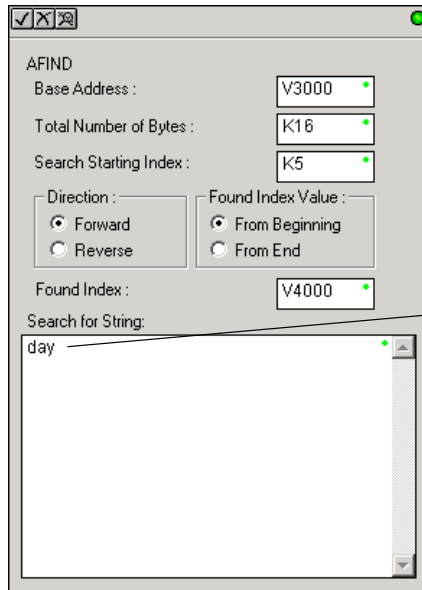 AFIND
Base Address : V3000
Total Number of Bytes : K16
Search Starting Index : K5
Direction : Found Index Value :
Forward From Beginning
Reverse From End
Found Index : V4000
Search for String:
day